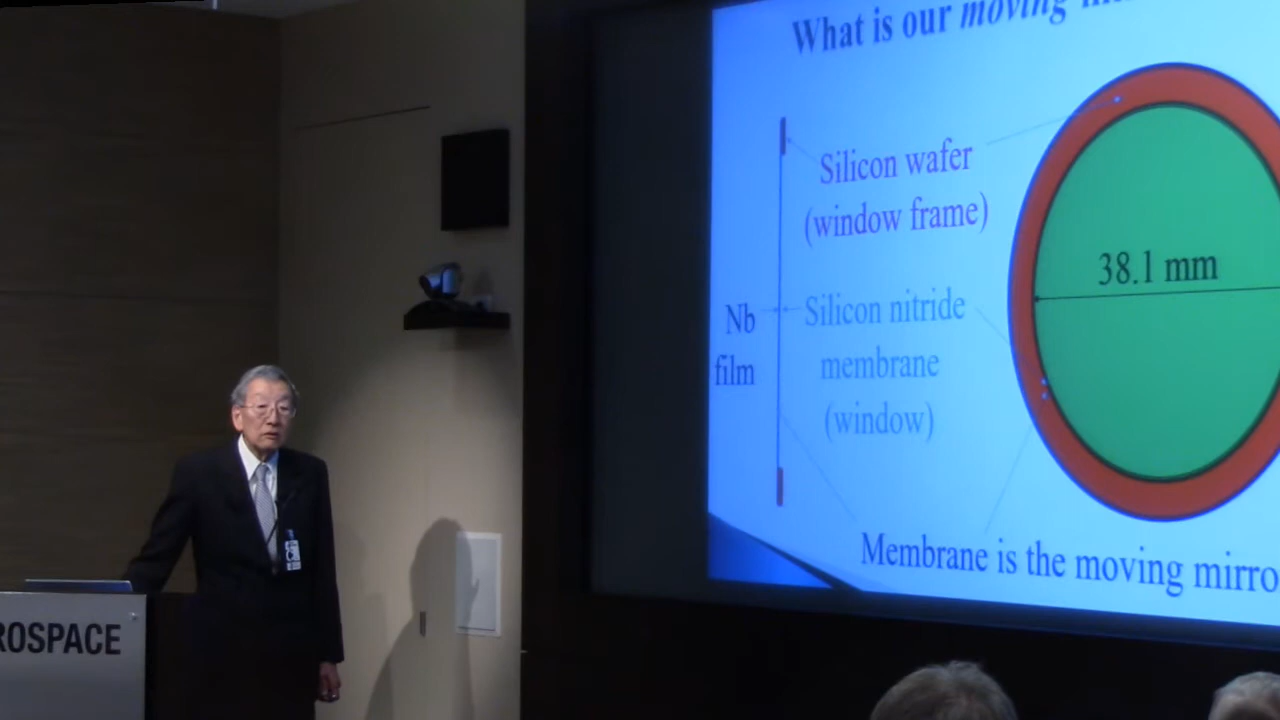 What is our moving
Silicon wafer
(window frame)
38.1 mm
Nb
film
Silicon nitride
membrane
(window)
Membrane is the moving mirro
ROSPACE